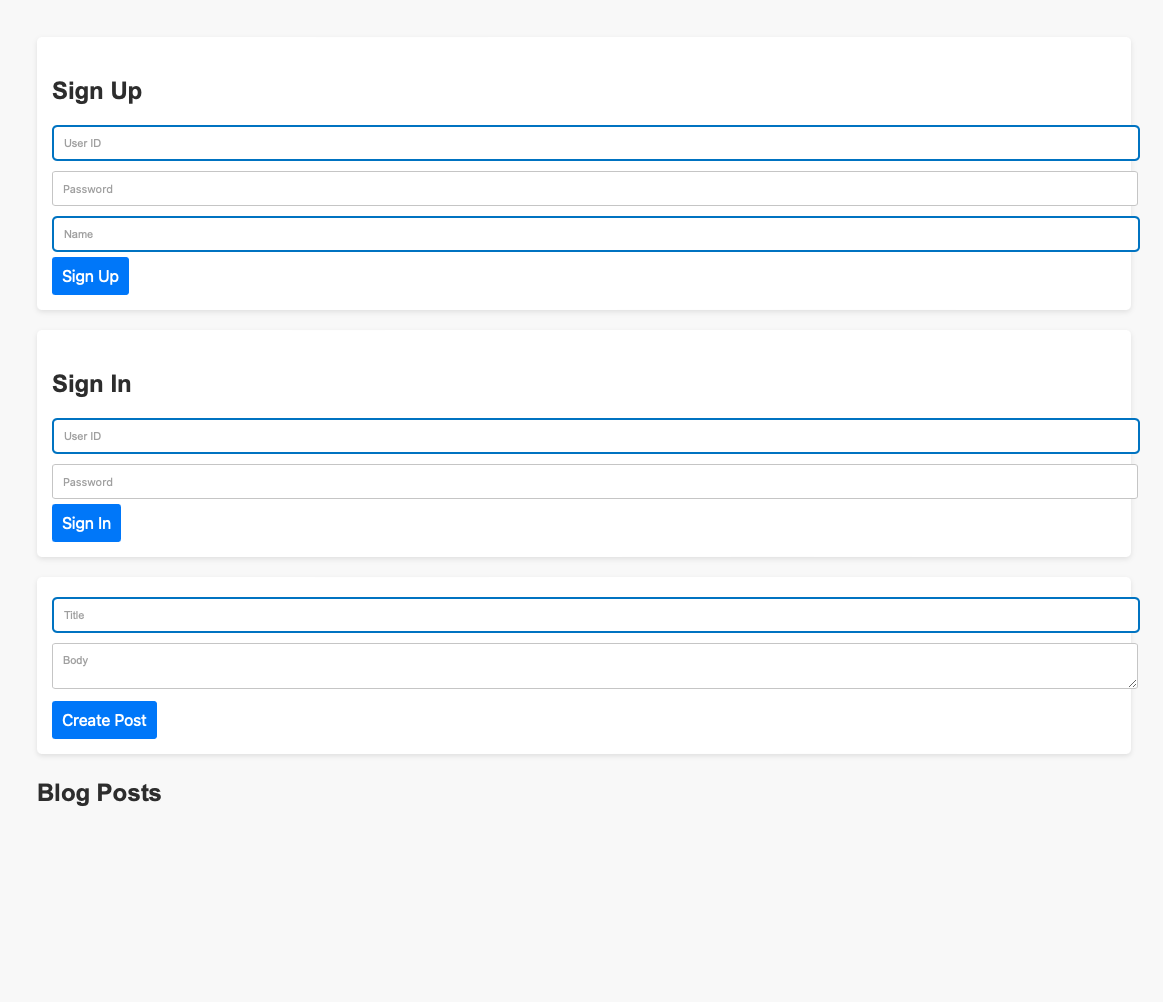 Sign Up
User ID
Password
Name
Sign Up
Sign In
User ID
Password
Sign In
Title
Body
Create Post
Blog Posts